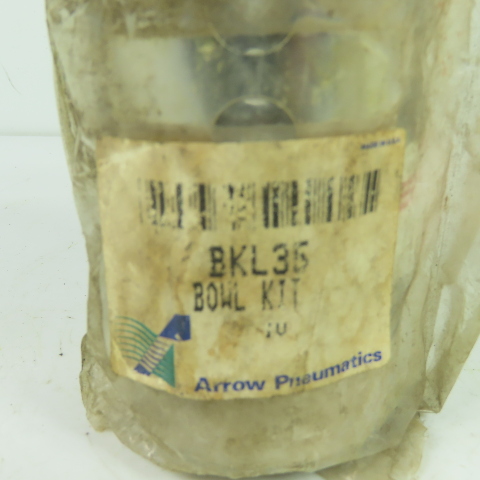 BKL35
BOWL KIT
Arrow Pneumatics